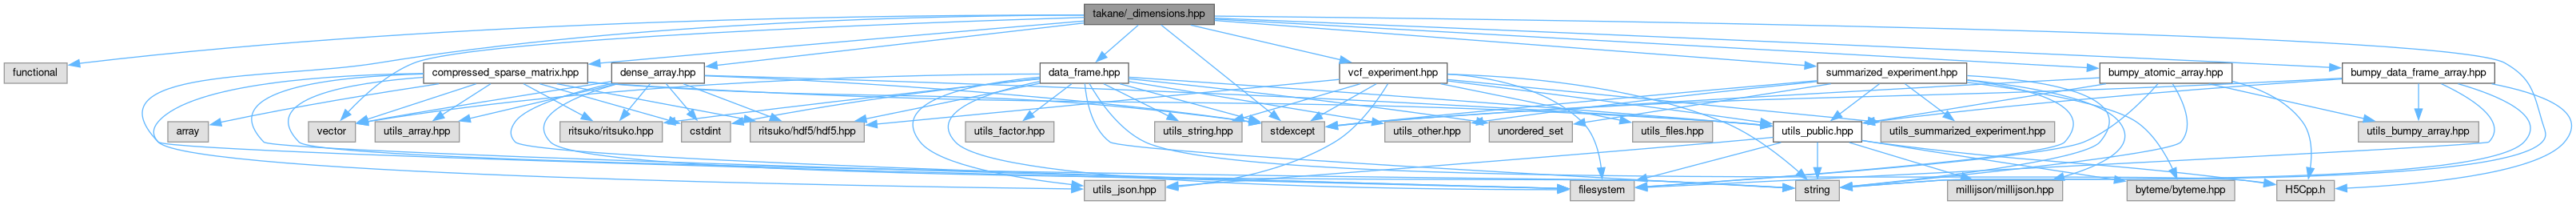 takane/_dimensions.hpp
functional
compressed_sparse_matrix.hpp
dense_array.hpp
data_frame.hpp
vcf_experiment.hpp
summarized_experiment.hpp
bumpy_atomic_array.hpp
bumpy_data_frame_array.hpp
array
vector
utils_array.hpp
ritsuko/ritsuko.hpp
cstdint
ritsuko/hdf5/hdf5.hpp
utils_factor.hpp
utils_string.hpp
stdexcept
utils_other.hpp
unordered_set
utils_files.hpp
utils_public.hpp
utils_summarized_experiment.hpp
utils_bumpy_array.hpp
utils_json.hpp
filesystem
string
millijson/millijson.hpp
byteme/byteme.hpp
H5Cpp.h